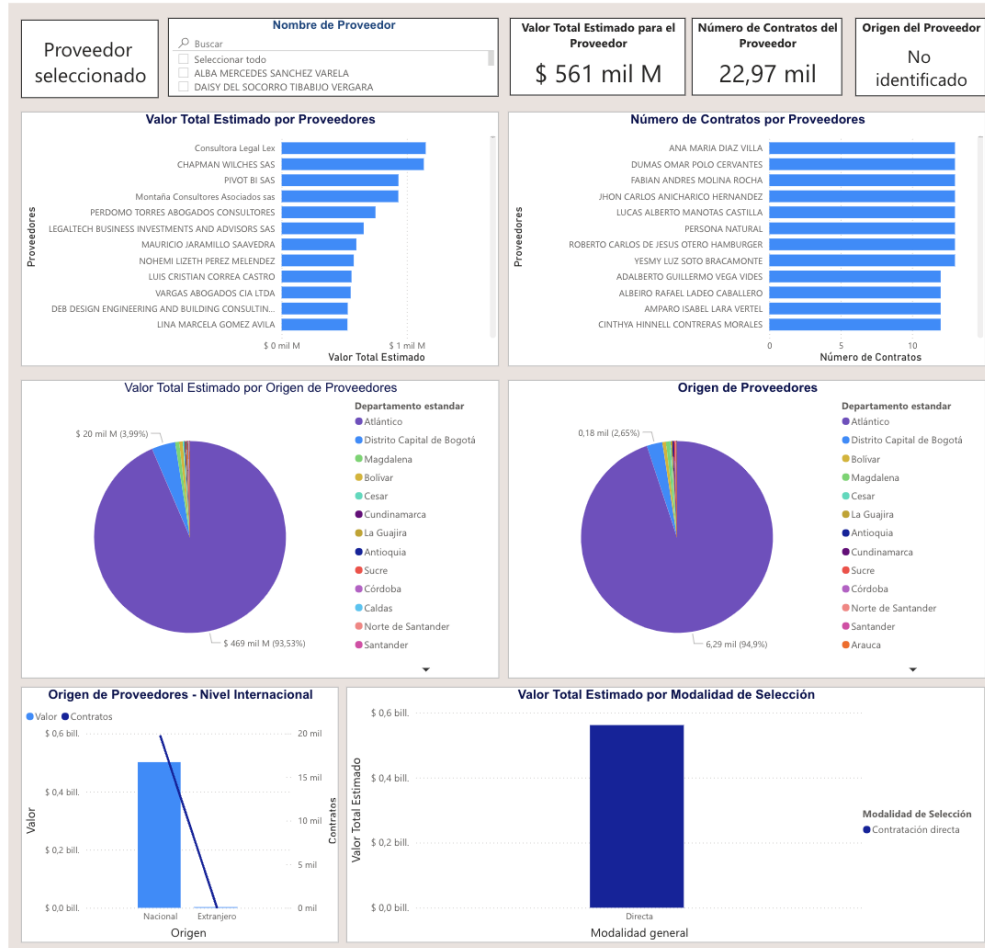 Proveedor
seleccionado
Nombre de Proveedor
Buscar
Seleccionar todo
ALBA MERCEDES SANCHEZ VARELA
DAISY DEL SOCORRO TIBABIJO VERGARA
Valor Total Estimado para el
Proveedor
$ 561 mil M
Número de Contratos del
Proveedor
22,97 mil
Origen del Proveedor
No
identificado
Valor Total Estimado por Proveedores
Proveedores
Consultora Legal Lex
CHAPMAN WILCHES SAS
PIVOT BI SAS
Montaña Consultores Asociados sas
PERDOMO TORRES ABOGADOS CONSULTORES
LEGALTECH BUSINESS INVESTMENTS AND ADVISORS SAS
MAURICIO JARAMILLO SAAVEDRA
NOHEMI LIZETH PEREZ MELENDEZ
LUIS CRISTIAN CORREA CASTRO
VARGAS ABOGADOS CIA LTDA
DEB DESIGN ENGINEERING AND BUILDING CONSULTIN...
LINA MARCELA GOMEZ AVILA
$ 0 mil M $ 1 mil M
Valor Total Estimado
Número de Contratos por Proveedores
Proveedores
ANA MARIA DIAZ VILLA
DUMAS OMAR POLO CERVANTES
FABIAN ANDRES MOLINA ROCHA
JHON CARLOS ANICHARICO HERNANDEZ
LUCAS ALBERTO MANOTAS CASTILLA
PERSONA NATURAL
ROBERTO CARLOS DE JESUS OTERO HAMBURGER
YESMY LUZ SOTO BRACAMONTE
ADALBERTO GUILLERMO VEGA VIDES
ALBEIRO RAFAEL LADEO CABALLERO
AMPARO ISABEL LARA VERTEL
CINTHYA HINNELL CONTRERAS MORALES
0 5 10
Número de Contratos
Valor Total Estimado por Origen de Proveedores
$ 20 mil M (3,99%)
$ 469 mil M (93,53%)
Departamento estandar
Atlántico
Distrito Capital de Bogotá
Magdalena
Bolívar
Cesar
Cundinamarca
La Guajira
Antioquia
Sucre
Córdoba
Caldas
Norte de Santander
Santander
Origen de Proveedores
0,18 mil (2,65%)
6,29 mil (94,9%)
Departamento estandar
Atlántico
Distrito Capital de Bogotá
Bolívar
Magdalena
Cesar
La Guajira
Antioquia
Cundinamarca
Sucre
Córdoba
Norte de Santander
Santander
Arauca
Origen de Proveedores - Nivel Internacional
Valor Contratos
$ 0,6 bill. 20 mil
15 mil
$ 0,4 bill.
10 mil
$ 0,2 bill.
5 mil
$ 0,0 bill. 0 mil
Valor
Contratos
Nacional Extranjero
Origen
Valor Total Estimado por Modalidad de Selección
Valor Total Estimado
$ 0,6 bill.
$ 0,4 bill.
$ 0,2 bill.
$ 0,0 bill.
Directa
Modalidad general
Modalidad de Selección
Contratación directa